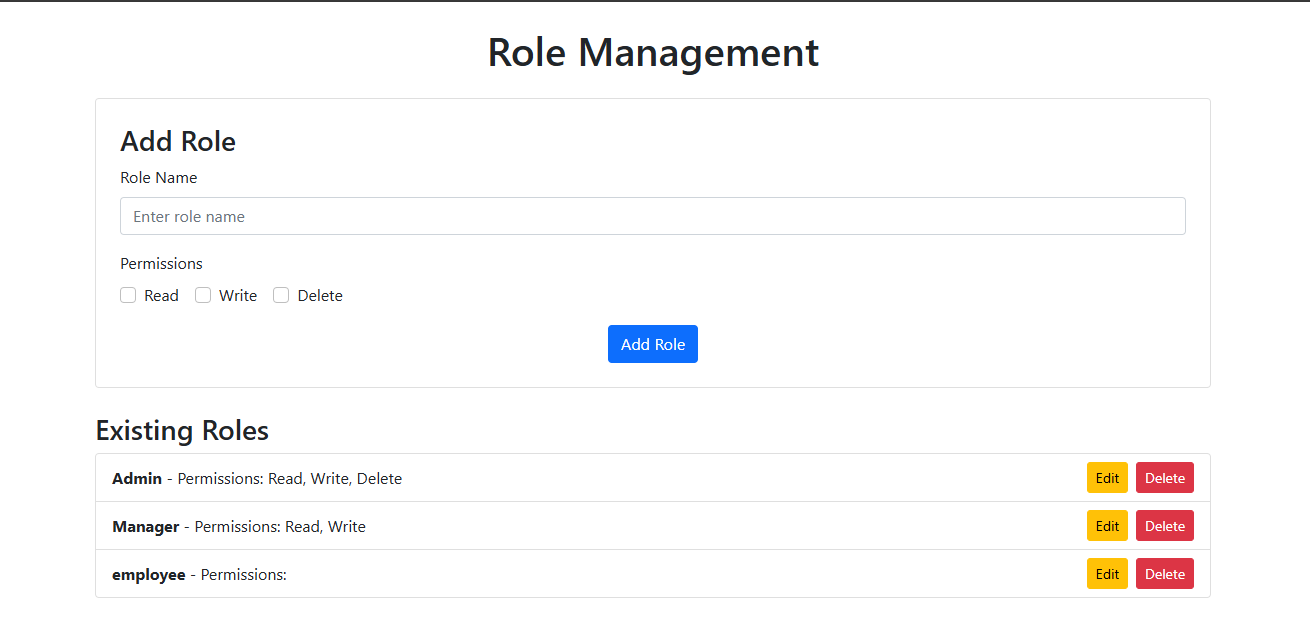 Role Management
Add Role
Role Name
Enter role name
Permissions
Read Write Delete
Add Role
Existing Roles
Admin - Permissions: Read, Write, Delete Edit Delete
Manager - Permissions: Read, Write Edit Delete
employee - Permissions: Edit Delete